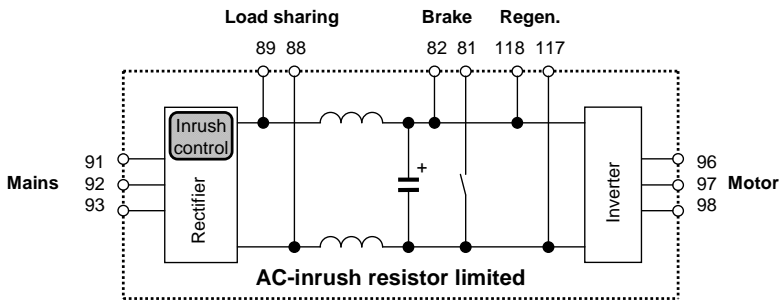 Load sharing Brake Regen.
89 88 82 81 118 117
Inrush
control
91 96
Mains 92 97 Motor
93 98
Rectifier
+
Inverter
AC-inrush resistor limited